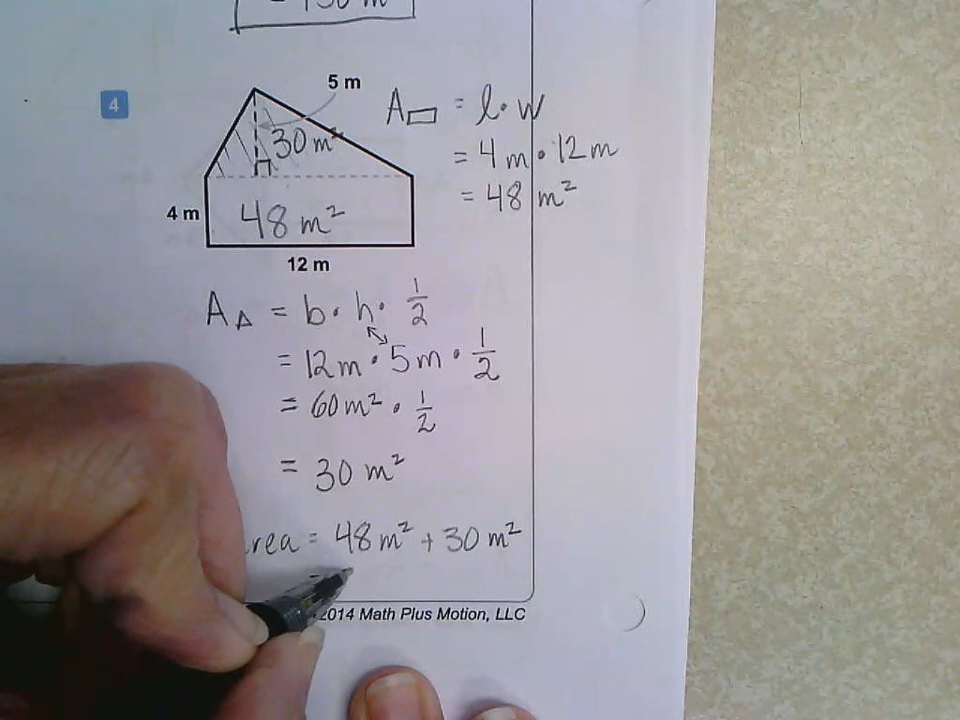 4
5 m
30 m²
4 m
48 m²
12 m
A▭ = l · w
= 4 m · 12 m
= 48 m²
A△ = b · h · 1/2
= 12 m · 5 m · 1/2
= 60 m² · 1/2
= 30 m²
rea = 48 m² + 30 m²
2014 Math Plus Motion, LLC